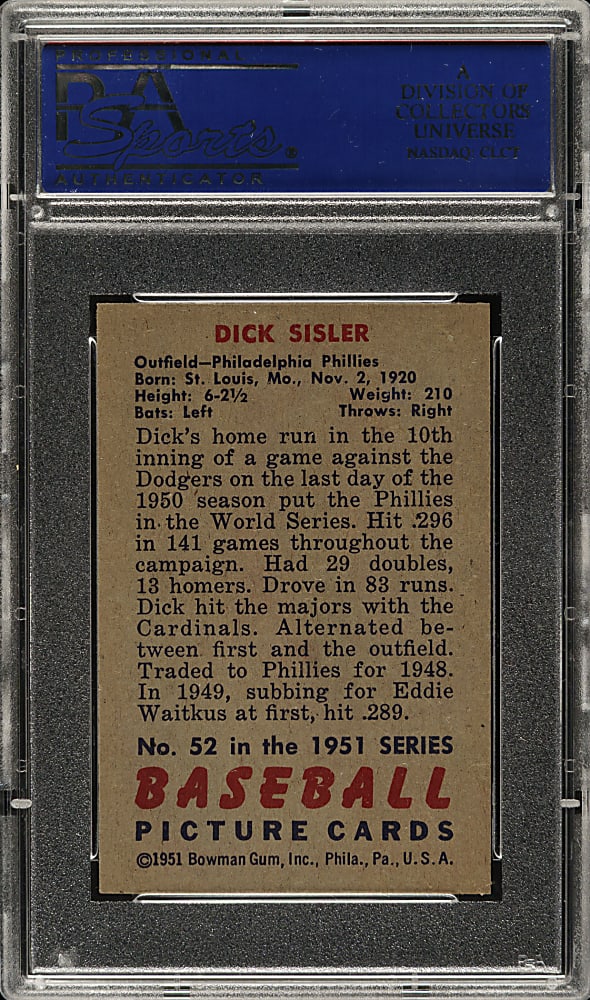 PROFESSIONAL
PSA
Sports®
AUTHENTICATOR
A
DIVISION OF
COLLECTORS
UNIVERSE
NASDAQ: CLCT
DICK SISLER
Outfield—Philadelphia Phillies
Born: St. Louis, Mo., Nov. 2, 1920
Height: 6-2½ Weight: 210
Bats: Left Throws: Right
Dick's home run in the 10th
inning of a game against the
Dodgers on the last day of the
1950 season put the Phillies
in the World Series. Hit .296
in 141 games throughout the
campaign. Had 29 doubles,
13 homers. Drove in 83 runs.
Dick hit the majors with the
Cardinals. Alternated be-
tween first and the outfield.
Traded to Phillies for 1948.
In 1949, subbing for Eddie
Waitkus at first, hit .289.
No. 52 in the 1951 SERIES
BASEBALL
PICTURE CARDS
©1951 Bowman Gum, Inc., Phila., Pa., U.S.A.
PSA